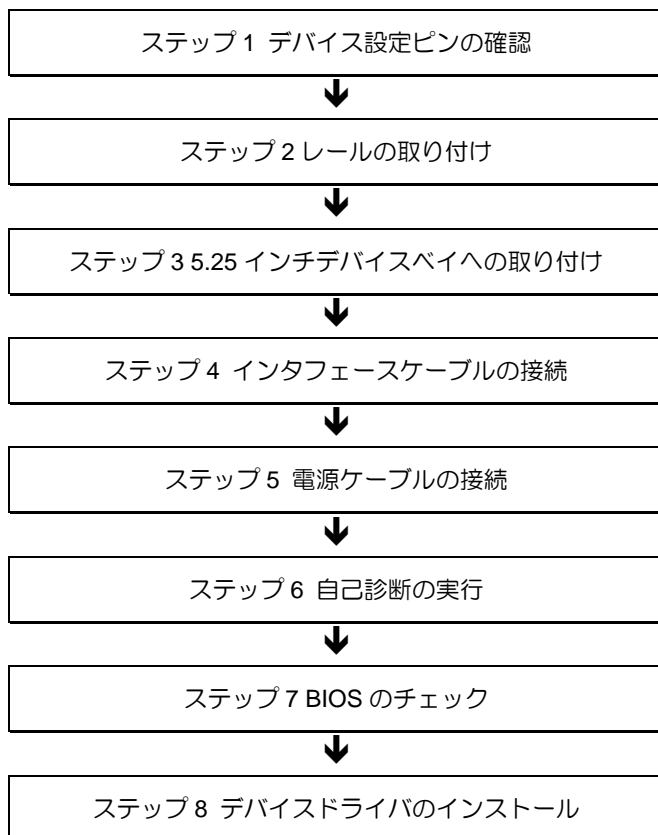 ステップ 1 デバイス設定ピンの確認
ステップ 2 レールの取り付け
ステップ 3 5.25 インチデバイスベイへの取り付け
ステップ 4 インタフェースケーブルの接続
ステップ 5 電源ケーブルの接続
ステップ 6 自己診断の実行
ステップ 7 BIOS のチェック
ステップ 8 デバイスドライバのインストール